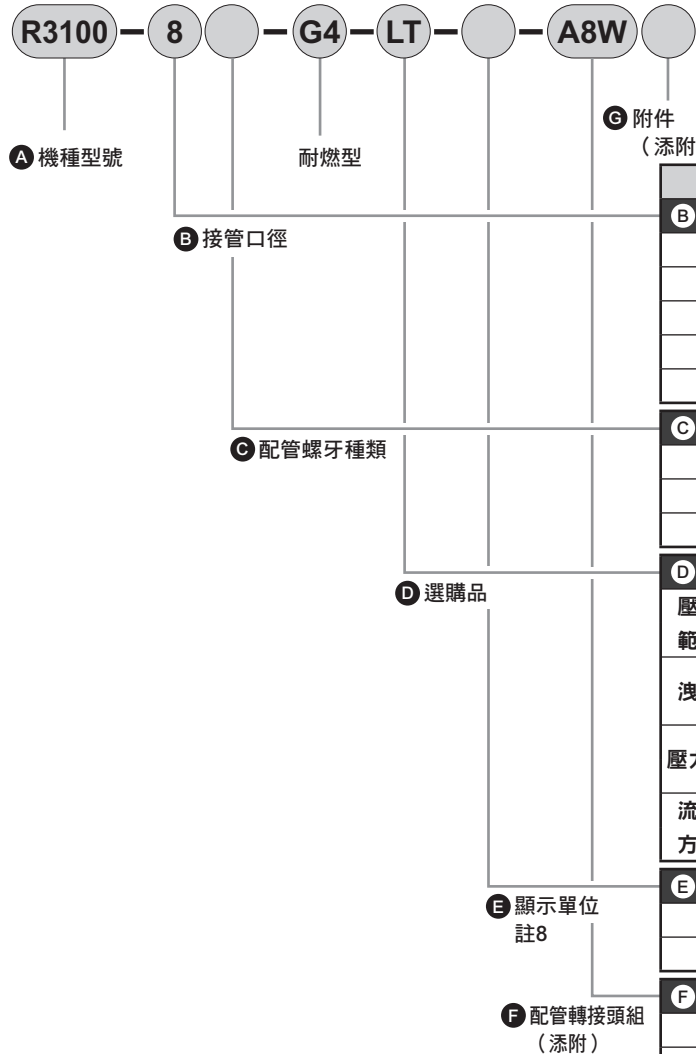 R3100 - 8 - G4 - LT - - A8W
G 附件
（添附
A 機種型號
耐燃型
B
B 接管口徑
C
C 配管螺牙種類
D
D 選購品
壓
範
洩
流
方
E
E 顯示單位
註8
F
F 配管轉接頭組
（添附）